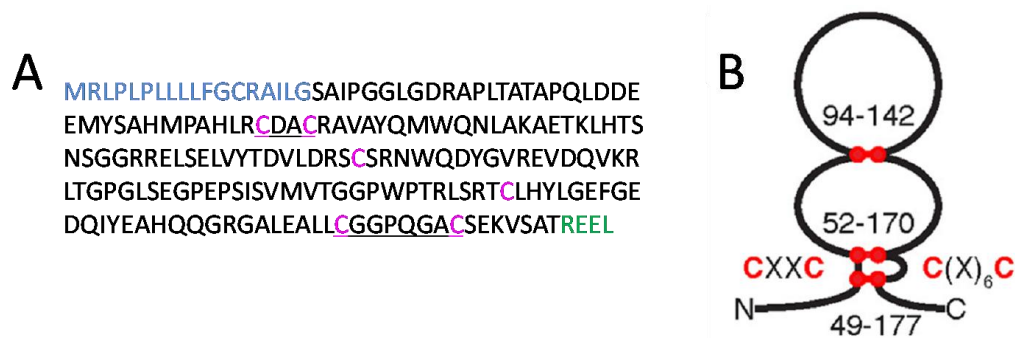 A
MRLPLPLLLLFGCRAILGSAIPGGLGDRAPLTATAPQLDDE
EMYSAHMPAHLRCDACRAVAYQMWQNLAKAETKLHTS
NSGGRRELSELVYTDVLDRSCSRNWQDYGVREVDQVKR
LTGPGLSEGPEPSISVMVTGGPWPTRLSRTCLHYLGEFGE
DQIYEAHQQGRGALEALLCGGPQGACSEKVSATREEL
B
94-142
52-170
CXXC C(X)6C
N C
49-177